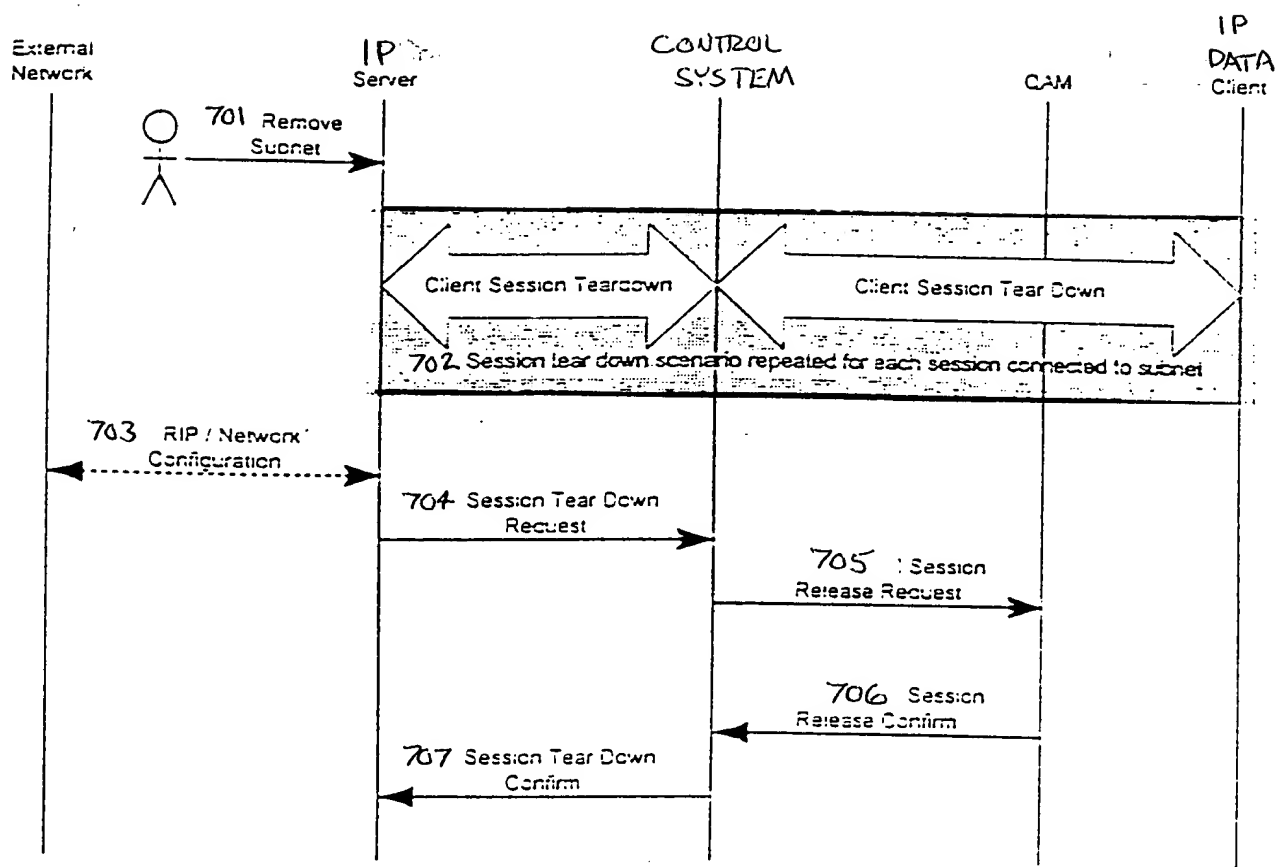 External
Network
IP
Server
CONTROL
SYSTEM
CAM
IP
DATA
Client
701 Remove
Subnet
Client Session Teardown
Client Session Tear Down
702 Session tear down scenario repeated for each session connected to subnet
703 RIP / Network
Configuration
704 Session Tear Down
Request
705 Session
Release Request
706 Session
Release Confirm
707 Session Tear Down
Confirm